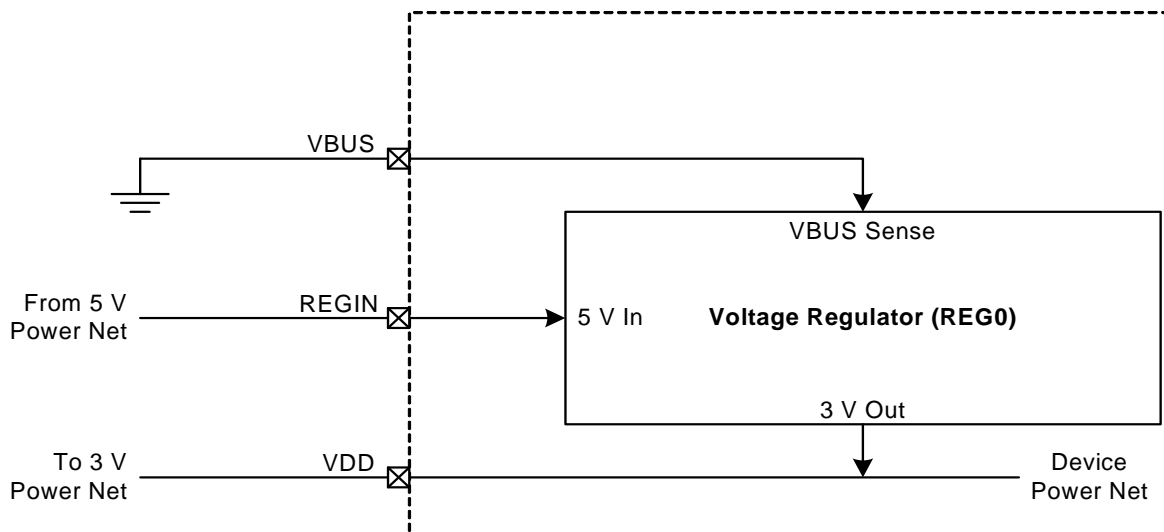 VBUS
VBUS Sense
From 5 V
Power Net
REGIN
5 V In
Voltage Regulator (REG0)
3 V Out
To 3 V
Power Net
VDD
Device
Power Net